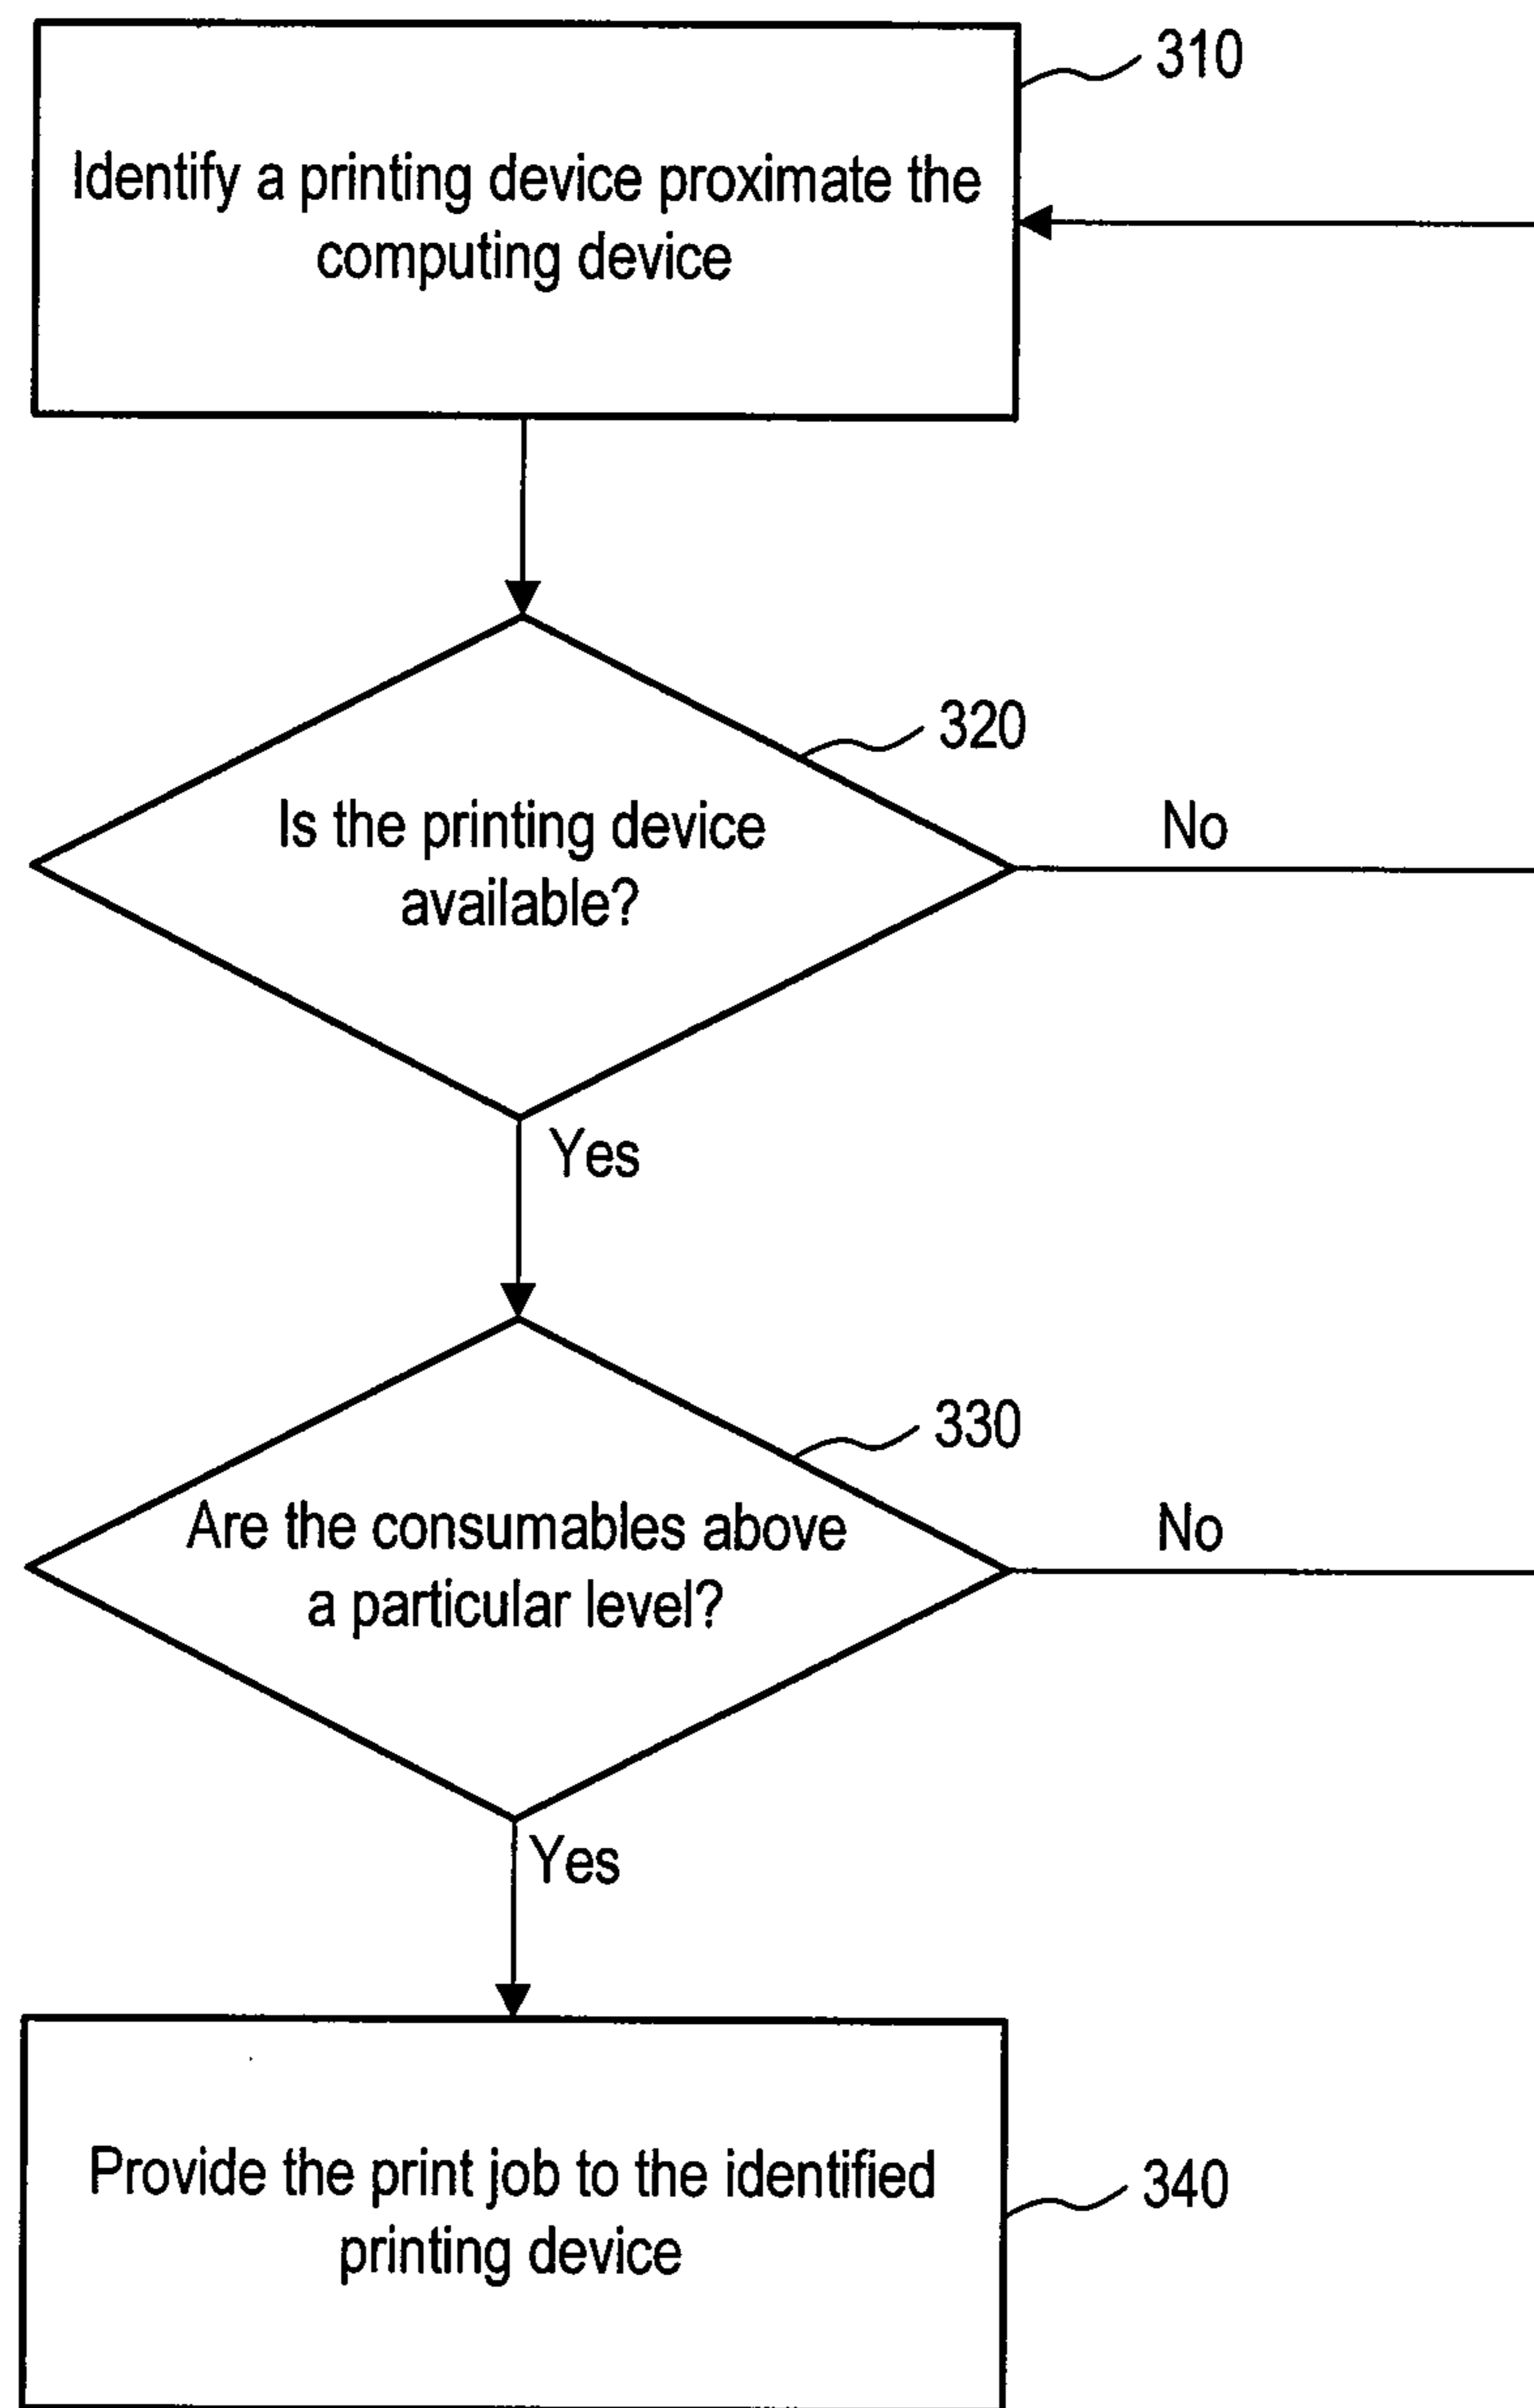 310
Identify a printing device proximate the
computing device
320
Is the printing device
available?
No
Yes
330
Are the consumables above
a particular level?
No
Yes
Provide the print job to the identified
printing device
340